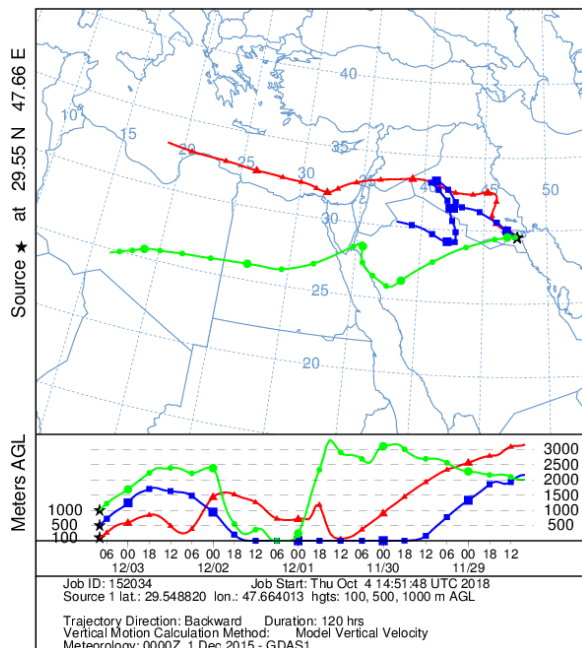 Source ★ at 29.55 N 47.66 E
40
10
15
20
25
30
35
40
45
50
35
30
25
20
Meters AGL
3000
2500
2000
1500
1000
500
1000
500
100
06 00 18 12 06 00 18 12 06 00 18 12 06 00 18 12 06 00 18 12
12/03 12/02 12/01 11/30 11/29
Job ID: 152034 Job Start: Thu Oct 4 14:51:48 UTC 2018
Source 1 lat.: 29.548820 lon.: 47.664013 hgts: 100, 500, 1000 m AGL
Trajectory Direction: Backward Duration: 120 hrs
Vertical Motion Calculation Method: Model Vertical Velocity
Meteorology: 0000Z 1 Dec 2015 - GDAS1